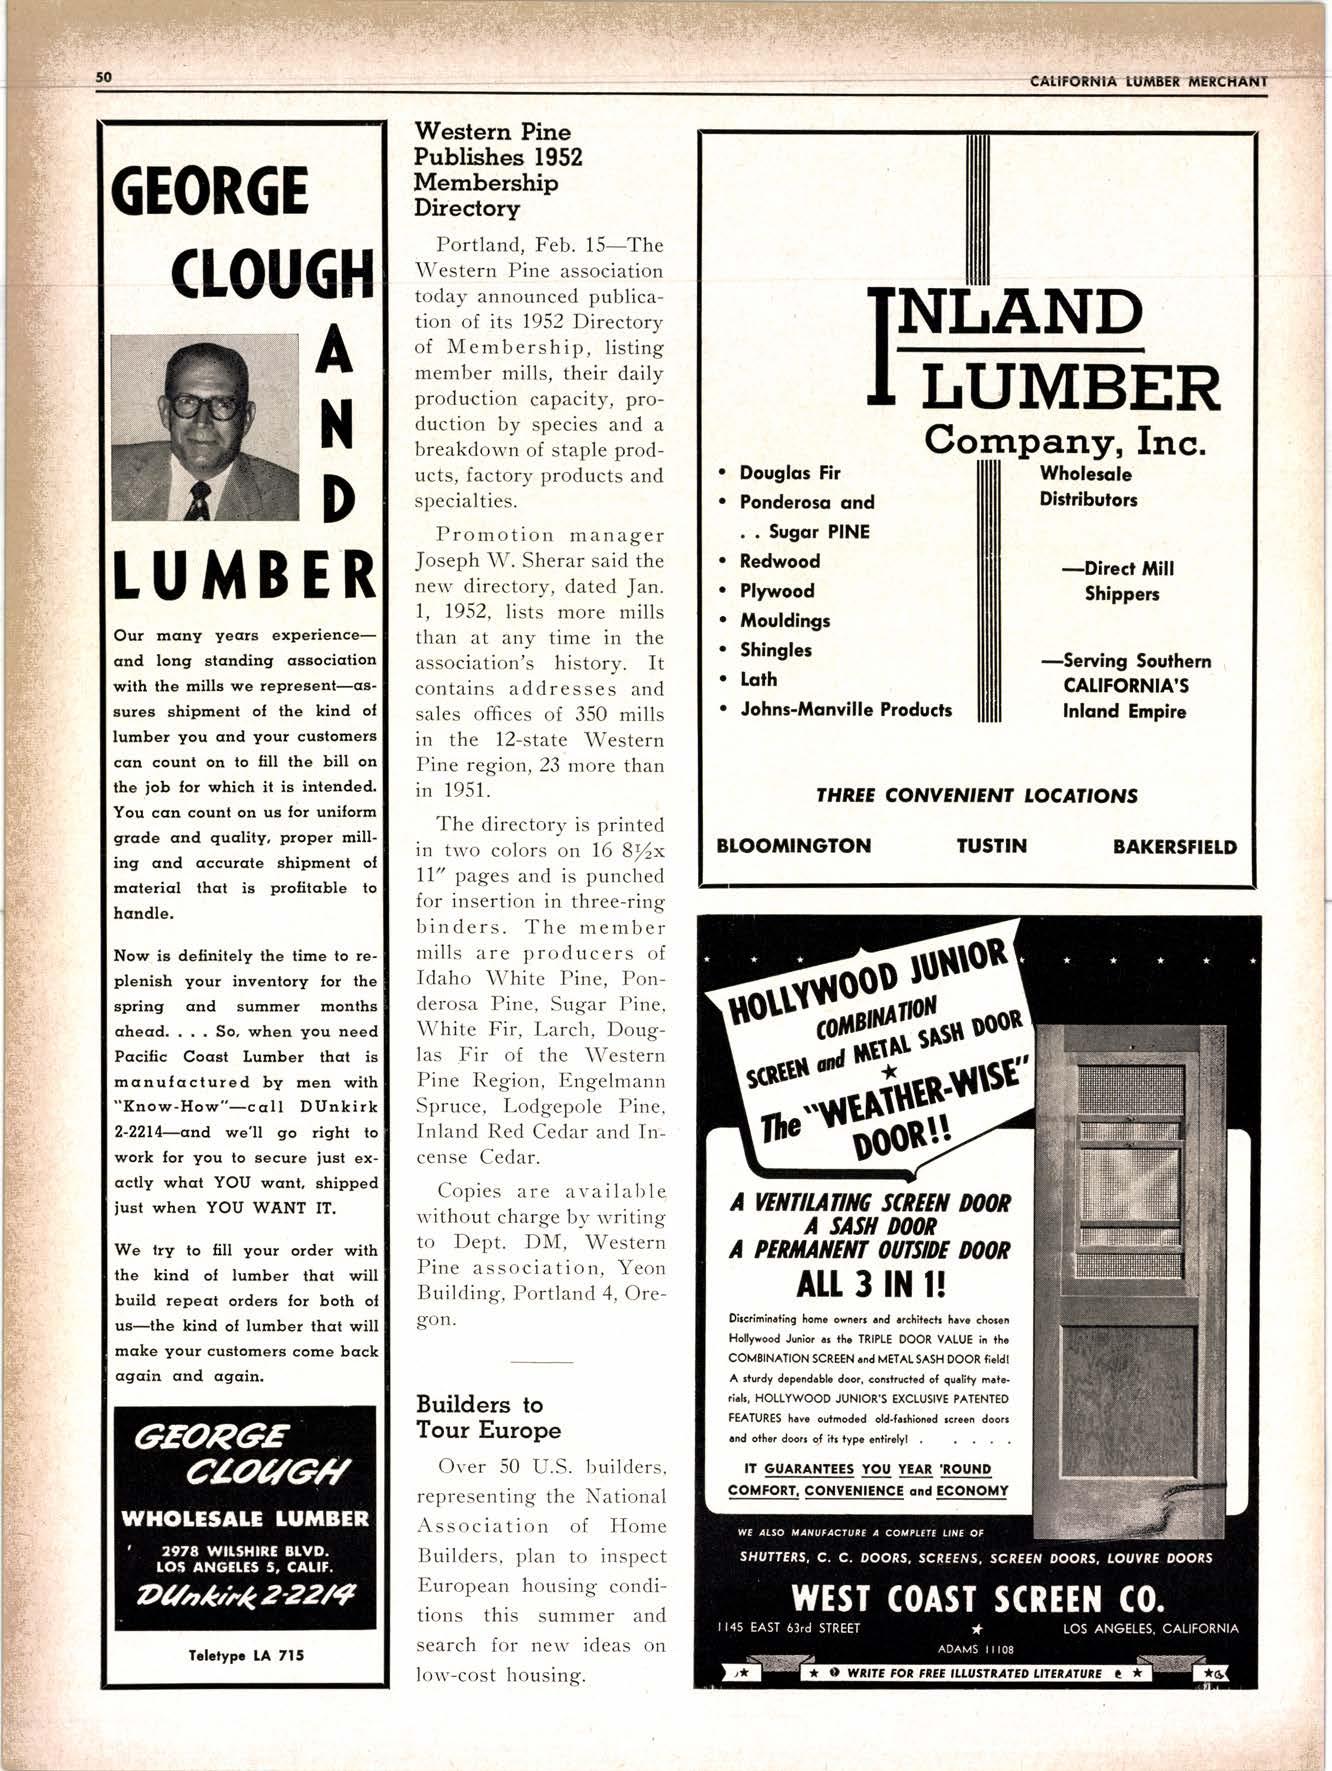 50
CALIFORNIA LUMBER MERCHANT
GEORGE
CLOUGH
A
N
D
LUMBER
Our many years experience—
and long standing association
with the mills we represent—as-
sures shipment of the kind of
lumber you and your customers
can count on to fill the bill on
the job for which it is intended.
You can count on us for uniform
grade and quality, proper mill-
ing and accurate shipment of
material that is profitable to
handle.
Now is definitely the time to re-
plenish your inventory for the
spring and summer months
ahead. . . . So, when you need
Pacific Coast Lumber that is
manufactured by men with
"Know-How"—call DUnkirk
2-2214—and we'll go right to
work for you to secure just ex-
actly what YOU want, shipped
just when YOU WANT IT.
We try to fill your order with
the kind of lumber that will
build repeat orders for both of
us—the kind of lumber that will
make your customers come back
again and again.
GEORGE
CLOUGH
WHOLESALE LUMBER
2978 WILSHIRE BLVD.
LOS ANGELES 5, CALIF.
DUnkirk 2-2214
Teletype LA 715
Western Pine
Publishes 1952
Membership
Directory
Portland, Feb. 15—The
Western Pine association
today announced publica-
tion of its 1952 Directory
of Membership, listing
member mills, their daily
production capacity, pro-
duction by species and a
breakdown of staple prod-
ucts, factory products and
specialties.
Promotion manager
Joseph W. Sherar said the
new directory, dated Jan.
1, 1952, lists more mills
than at any time in the
association's history. It
contains addresses and
sales offices of 350 mills
in the 12-state Western
Pine region, 23 more than
in 1951.
The directory is printed
in two colors on 16 8½x
11" pages and is punched
for insertion in three-ring
binders. The member
mills are producers of
Idaho White Pine, Pon-
derosa Pine, Sugar Pine,
White Fir, Larch, Doug-
las Fir of the Western
Pine Region, Engelmann
Spruce, Lodgepole Pine,
Inland Red Cedar and In-
cense Cedar.
Copies are available
without charge by writing
to Dept. DM, Western
Pine association, Yeon
Building, Portland 4, Ore-
gon.
Builders to
Tour Europe
Over 50 U.S. builders,
representing the National
Association of Home
Builders, plan to inspect
European housing condi-
tions this summer and
search for new ideas on
low-cost housing.
INLAND
LUMBER
Company, Inc.
• Douglas Fir
• Ponderosa and
. . Sugar PINE
• Redwood
• Plywood
• Mouldings
• Shingles
• Lath
• Johns-Manville Products
Wholesale
Distributors
—Direct Mill
Shippers
—Serving Southern
CALIFORNIA'S
Inland Empire
THREE CONVENIENT LOCATIONS
BLOOMINGTON TUSTIN BAKERSFIELD
HOLLYWOOD JUNIOR
COMBINATION
SCREEN and METAL SASH DOOR
★
The "WEATHER-WISE"
DOOR!!
A VENTILATING SCREEN DOOR
A SASH DOOR
A PERMANENT OUTSIDE DOOR
ALL 3 IN 1!
Discriminating home owners and architects have chosen
Hollywood Junior as the TRIPLE DOOR VALUE in the
COMBINATION SCREEN and METAL SASH DOOR field!
A sturdy dependable door, constructed of quality mate-
rials, HOLLYWOOD JUNIOR'S EXCLUSIVE PATENTED
FEATURES have outmoded old-fashioned screen doors
and other doors of its type entirely! . . . . .
IT GUARANTEES YOU YEAR 'ROUND
COMFORT, CONVENIENCE and ECONOMY
WE ALSO MANUFACTURE A COMPLETE LINE OF
SHUTTERS, C. C. DOORS, SCREENS, SCREEN DOORS, LOUVRE DOORS
WEST COAST SCREEN CO.
1145 EAST 63rd STREET ★ LOS ANGELES, CALIFORNIA
ADAMS 11108
★ WRITE FOR FREE ILLUSTRATED LITERATURE ★